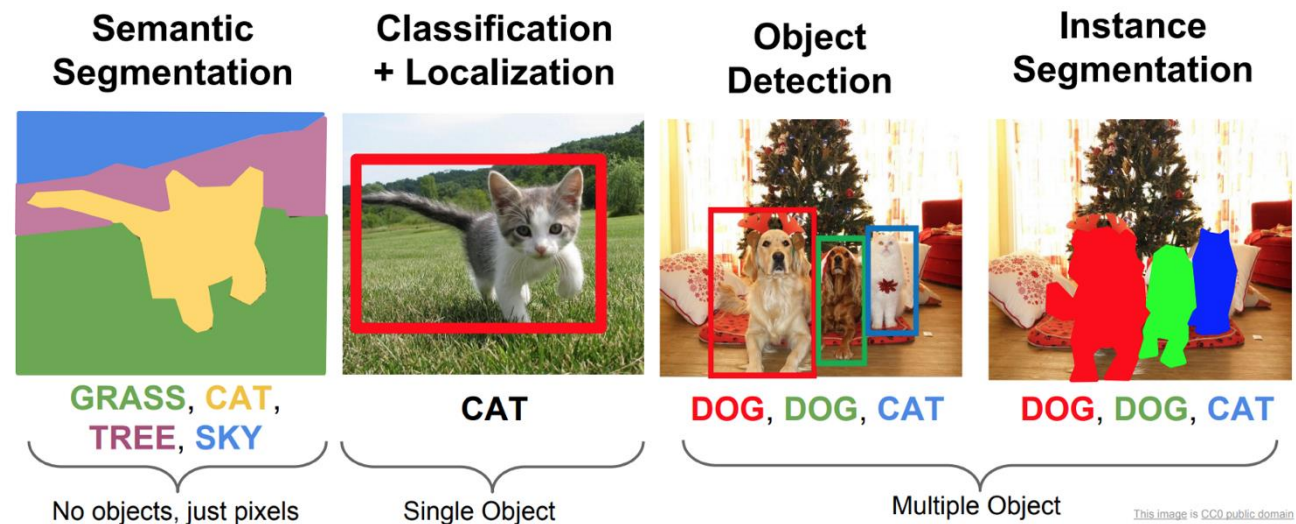 Semantic
Segmentation
Classification
+ Localization
Object
Detection
Instance
Segmentation
GRASS, CAT,
TREE, SKY
CAT
DOG, DOG, CAT
DOG, DOG, CAT
No objects, just pixels
Single Object
Multiple Object
This image is CC0 public domain